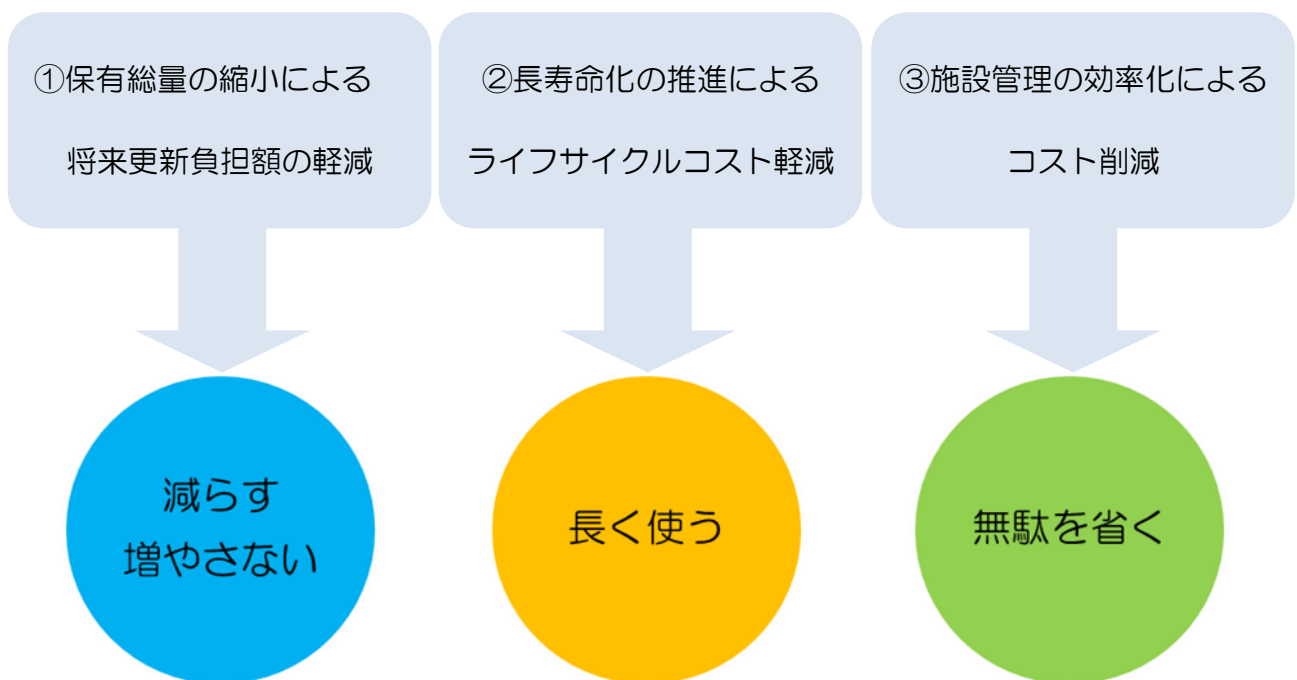 ①保有総量の縮小による
将来更新負担額の軽減
②長寿命化の推進による
ライフサイクルコスト軽減
③施設管理の効率化による
コスト削減
減らす
増やさない
長く使う
無駄を省く